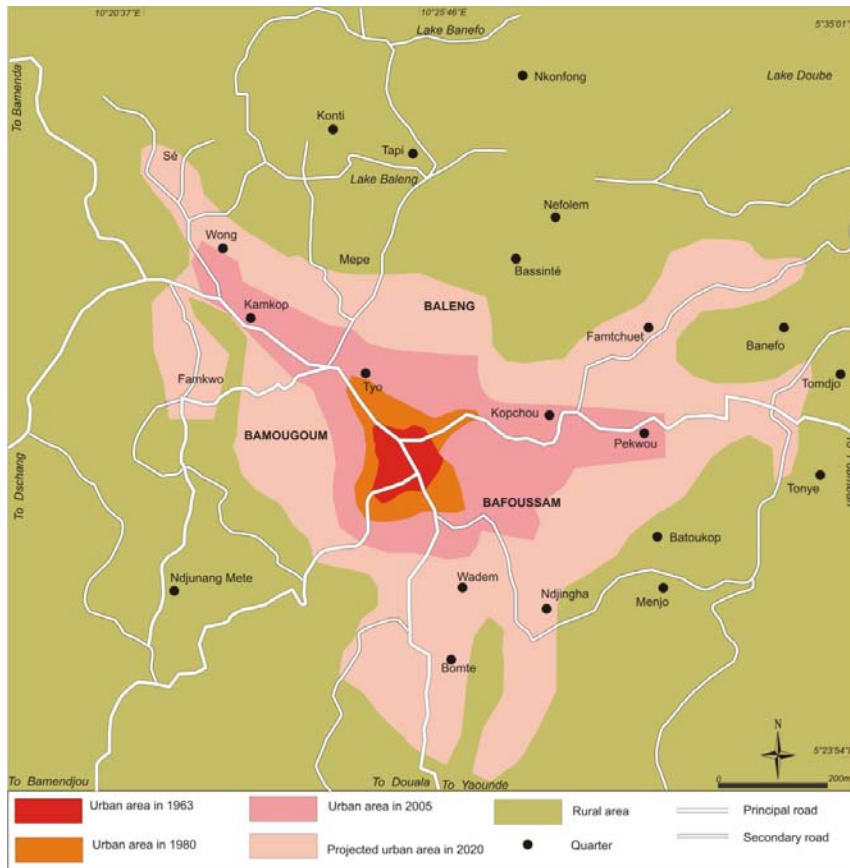 10°20'37"E
10°25'46"E
5°35'01"
Lake Banefo
Nkonfong
Lake Doube
To Bamenda
Konti
Tapi
Sé
Lake Baleng
Nefolem
Wong
Mepe
Bassinté
BALENG
Kamkop
Famtchuet
Banefo
Famkwo
Tyo
Tomdjo
Kopchou
BAMOUGOUM
Pekwou
To Dschang
BAFOUSSAM
Tonye
Batoukop
Ndjunang Mete
Wadem
Ndjingha
Menjo
Bomte
N
5°23'54"
To Bamendjou
To Douala
To Yaounde
0
200m
Urban area in 1963
Urban area in 2005
Rural area
Principal road
Urban area in 1980
Projected urban area in 2020
Quarter
Secondary road